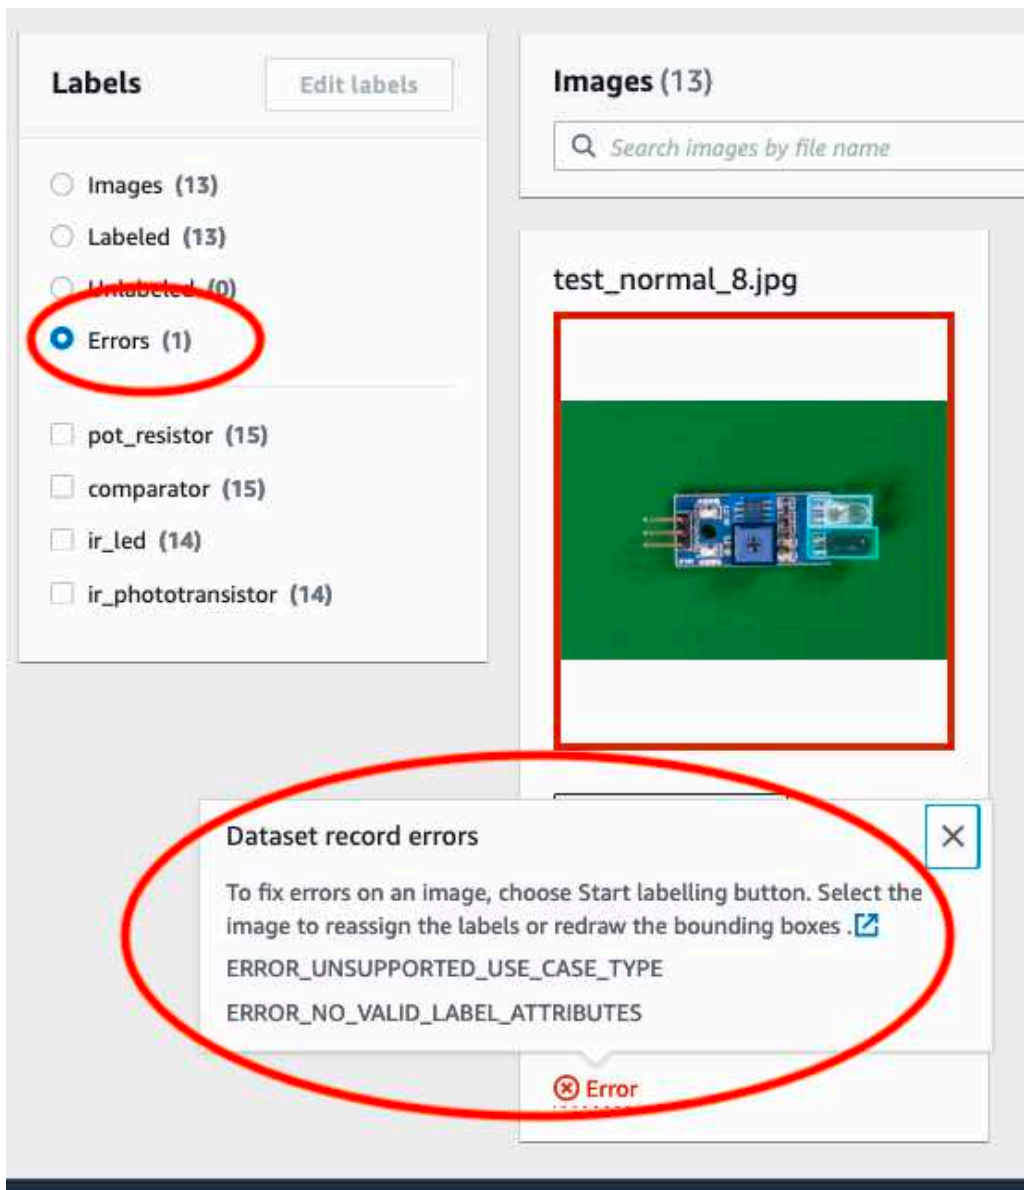 Labels
Edit labels
Images (13)
Labeled (13)
Unlabeled (0)
Errors (1)
pot_resistor (15)
comparator (15)
ir_led (14)
ir_phototransistor (14)
Images (13)
Search images by file name
test_normal_8.jpg
Dataset record errors
To fix errors on an image, choose Start labelling button. Select the
image to reassign the labels or redraw the bounding boxes .
ERROR_UNSUPPORTED_USE_CASE_TYPE
ERROR_NO_VALID_LABEL_ATTRIBUTES
Error